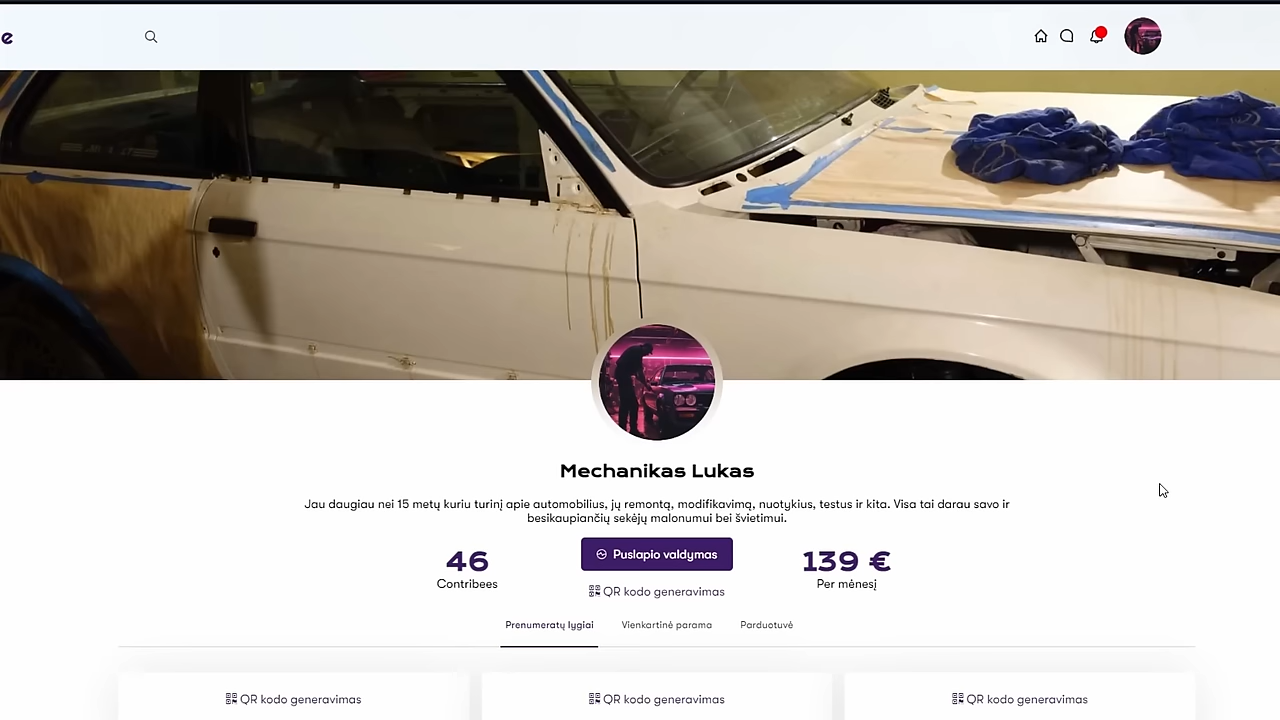 e
Mechanikas Lukas
Jau daugiau nei 15 metų kuriu turinį apie automobilius, jų remontą, modifikavimą, nuotykius, testus ir kita. Visa tai darau savo ir
besikaupiančių sekėjų malonumui bei švietimui.
46
Contribees
Puslapio valdymas
QR kodo generavimas
139 €
Per mėnesį
Prenumeratų lygiai
Vienkartinė parama
Parduotuvė
QR kodo generavimas
QR kodo generavimas
QR kodo generavimas